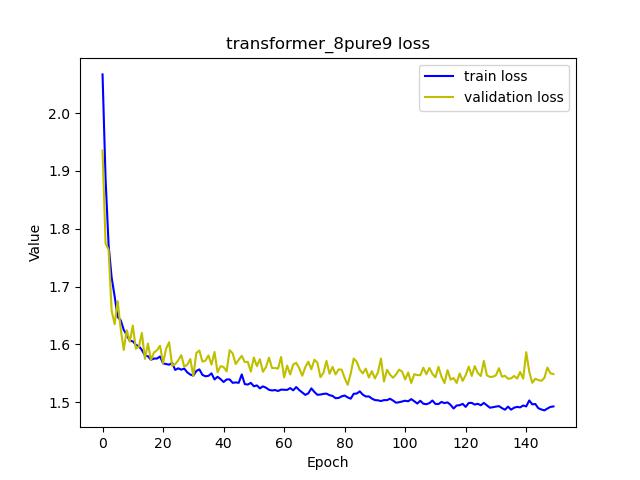 transformer_8pure9 loss
train loss
validation loss
Value
2.0
1.9
1.8
1.7
1.6
1.5
0 20 40 60 80 100 120 140
Epoch